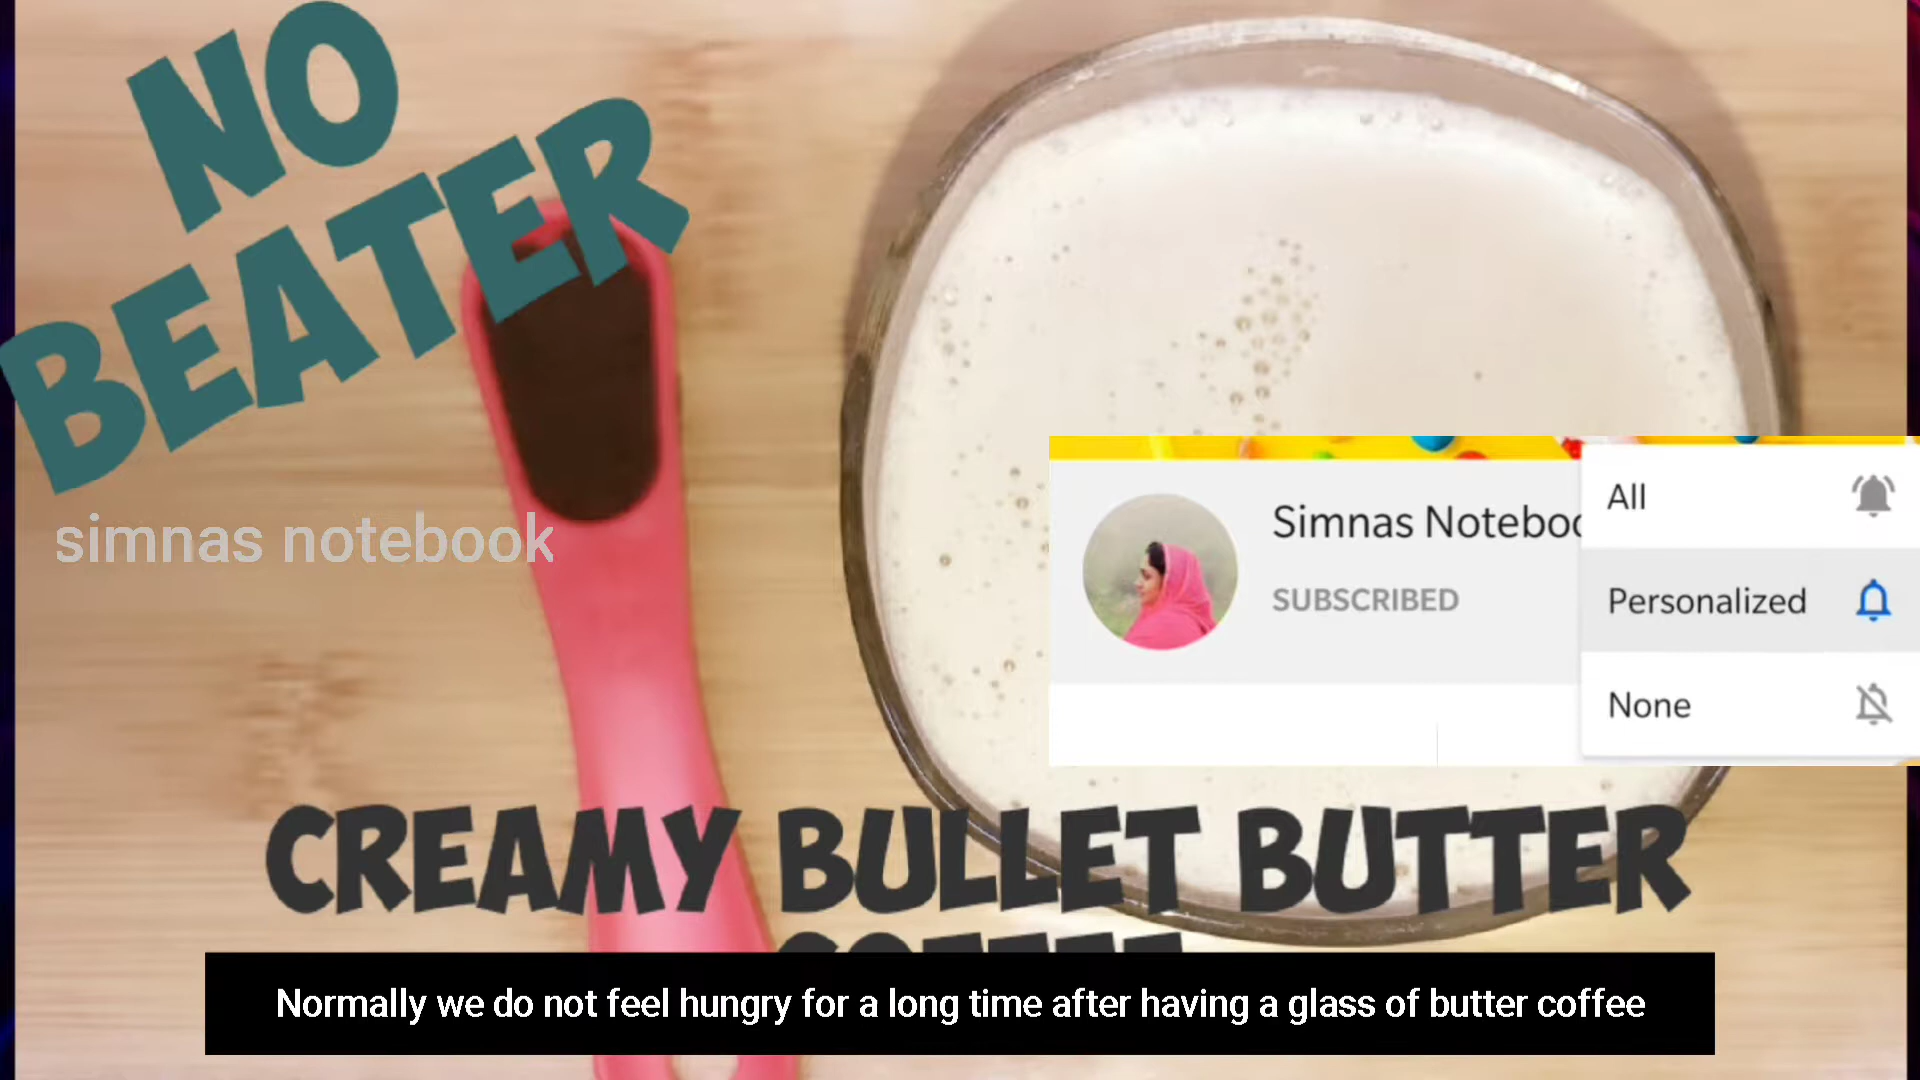 NO
BEATER
simnas notebook
Simnas Noteboo
SUBSCRIBED
All
Personalized
None
CREAMY BULLET BUTTER
Normally we do not feel hungry for a long time after having a glass of butter coffee